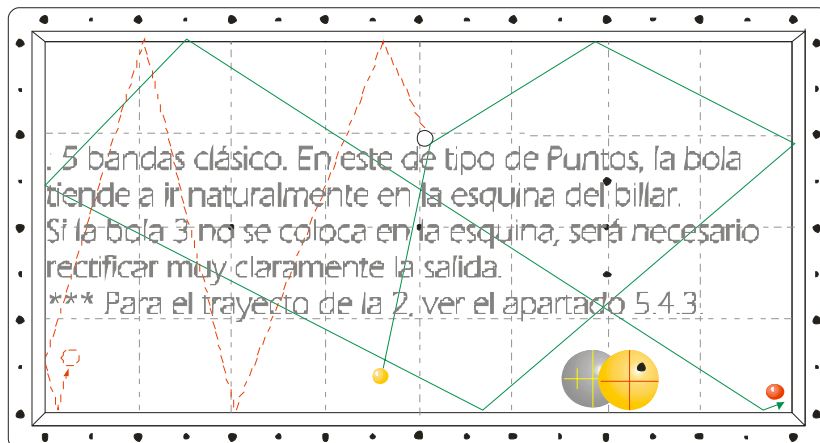 : 5 bandas clásico. En este de tipo de Puntos, la bola
tiende a ir naturalmente en la esquina del billar.
Si la bola 3 no se coloca en la esquina, será necesario
rectificar muy claramente la salida.
*** Para el trayecto de la 2, ver el apartado 5.4.3.